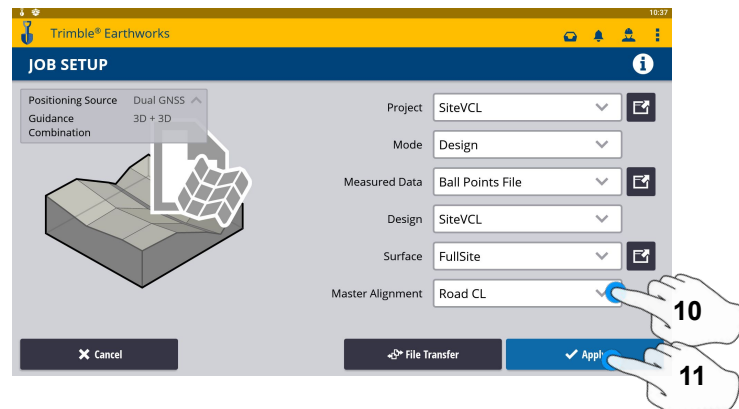 10:37
Trimble® Earthworks
JOB SETUP
Positioning Source Dual GNSS
Guidance Combination 3D + 3D
Project SiteVCL
Mode Design
Measured Data Ball Points File
Design SiteVCL
Surface FullSite
Master Alignment Road CL
10
Cancel
File Transfer
Apply
11